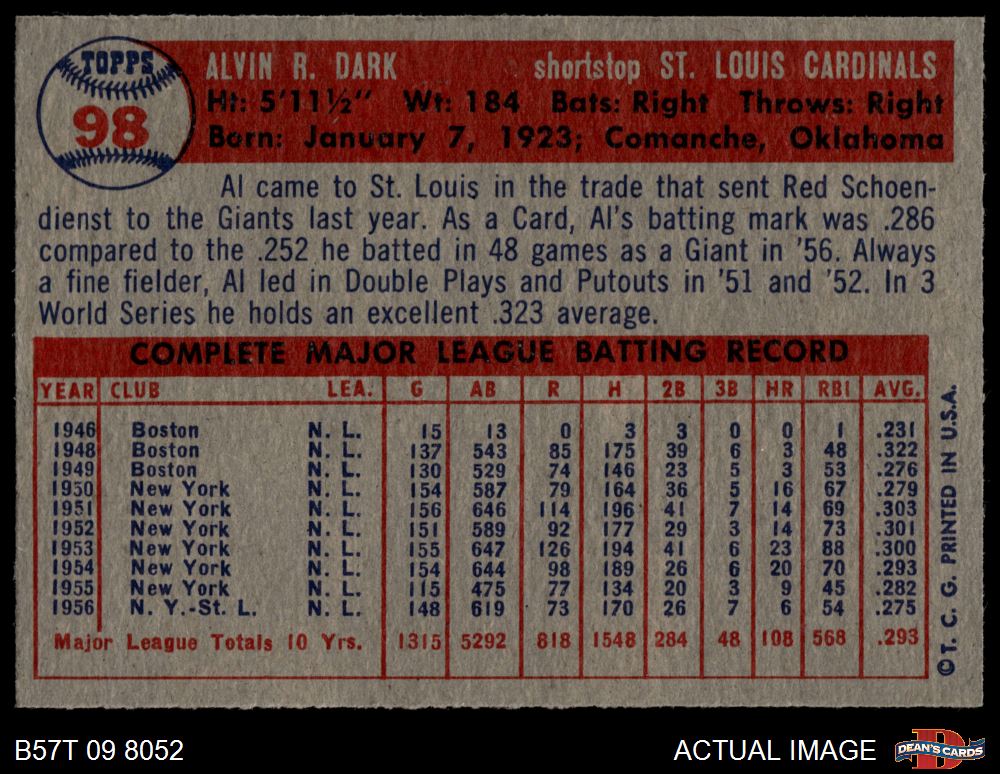 TOPPS
98
ALVIN R. DARK shortstop ST. LOUIS CARDINALS
Ht: 5'11½" Wt: 184 Bats: Right Throws: Right
Born: January 7, 1923; Comanche, Oklahoma
Al came to St. Louis in the trade that sent Red Schoen-
dienst to the Giants last year. As a Card, Al's batting mark was .286
compared to the .252 he batted in 48 games as a Giant in '56. Always
a fine fielder, Al led in Double Plays and Putouts in '51 and '52. In 3
World Series he holds an excellent .323 average.
COMPLETE MAJOR LEAGUE BATTING RECORD
YEAR CLUB LEA. G AB R H 2B 3B HR RBI AVG.
1946 Boston N. L. 15 13 0 3 3 0 0 1 .231
1948 Boston N. L. 137 543 85 175 39 6 3 48 .322
1949 Boston N. L. 130 529 74 146 23 5 3 53 .276
1950 New York N. L. 154 587 79 164 36 5 16 67 .279
1951 New York N. L. 156 646 114 196 41 7 14 69 .303
1952 New York N. L. 151 589 92 177 29 3 14 73 .301
1953 New York N. L. 155 647 126 194 41 6 23 88 .300
1954 New York N. L. 154 644 98 189 26 6 20 70 .293
1955 New York N. L. 115 475 77 134 20 3 9 45 .282
1956 N. Y.-St. L. N. L. 148 619 73 170 26 7 6 54 .275
Major League Totals 10 Yrs. 1315 5292 818 1548 284 48 108 568 .293
©T. C. G. PRINTED IN U.S.A.
B57T 09 8052 ACTUAL IMAGE
DEAN'S CARDS